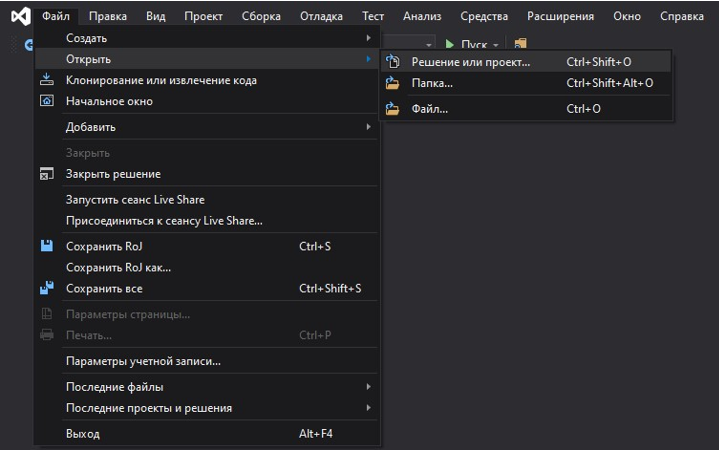 Файл Правка Вид Проект Сборка Отладка Тест Анализ Средства Расширения Окно Справка
Создать
Пуск
Открыть
Решение или проект... Ctrl+Shift+O
Клонирование или извлечение кода
Папка... Ctrl+Shift+Alt+O
Начальное окно
Файл... Ctrl+O
Добавить
Закрыть
Закрыть решение
Запустить сеанс Live Share
Присоединиться к сеансу Live Share...
Сохранить RoJ Ctrl+S
Сохранить RoJ как...
Сохранить все Ctrl+Shift+S
Параметры страницы...
Печать... Ctrl+P
Параметры учетной записи...
Последние файлы
Последние проекты и решения
Выход Alt+F4